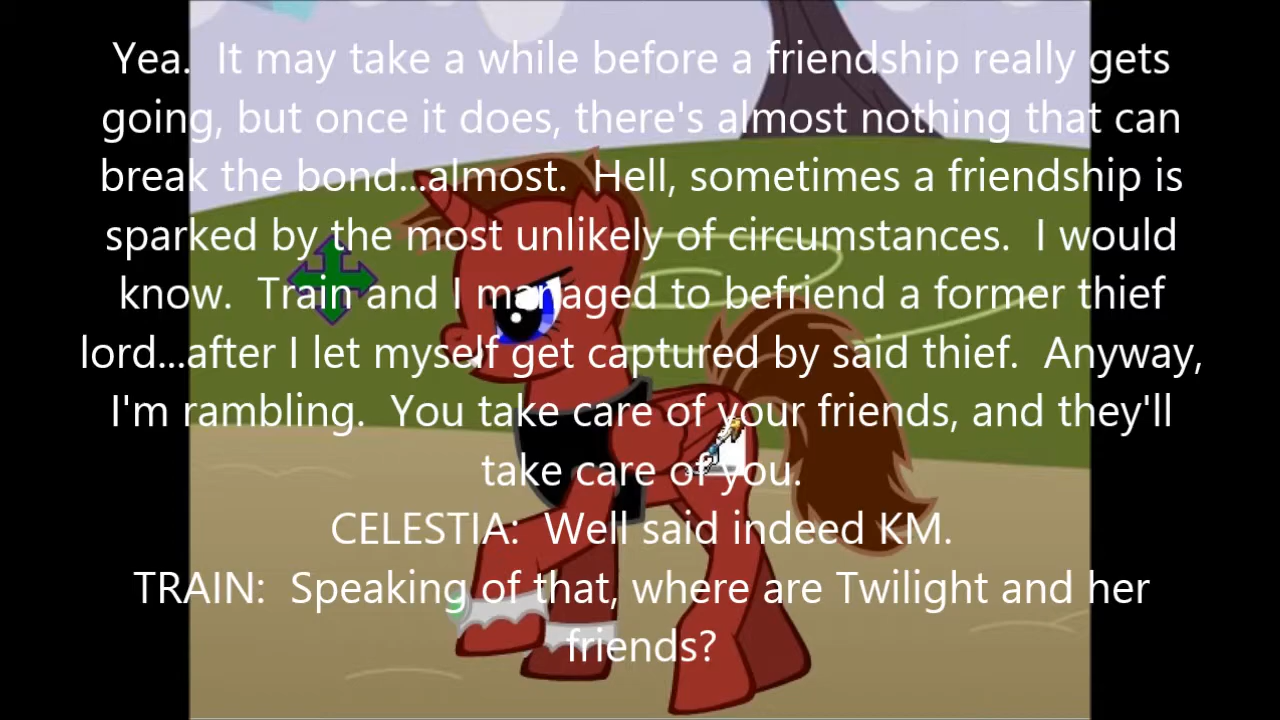 Yea.  It may take a while before a friendship really gets
going, but once it does, there's almost nothing that can
break the bond...almost.  Hell, sometimes a friendship is
sparked by the most unlikely of circumstances.  I would
know.  Train and I managed to befriend a former thief
lord...after I let myself get captured by said thief.  Anyway,
I'm rambling.  You take care of your friends, and they'll
take care of you.
CELESTIA:  Well said indeed KM.
TRAIN:  Speaking of that, where are Twilight and her
friends?